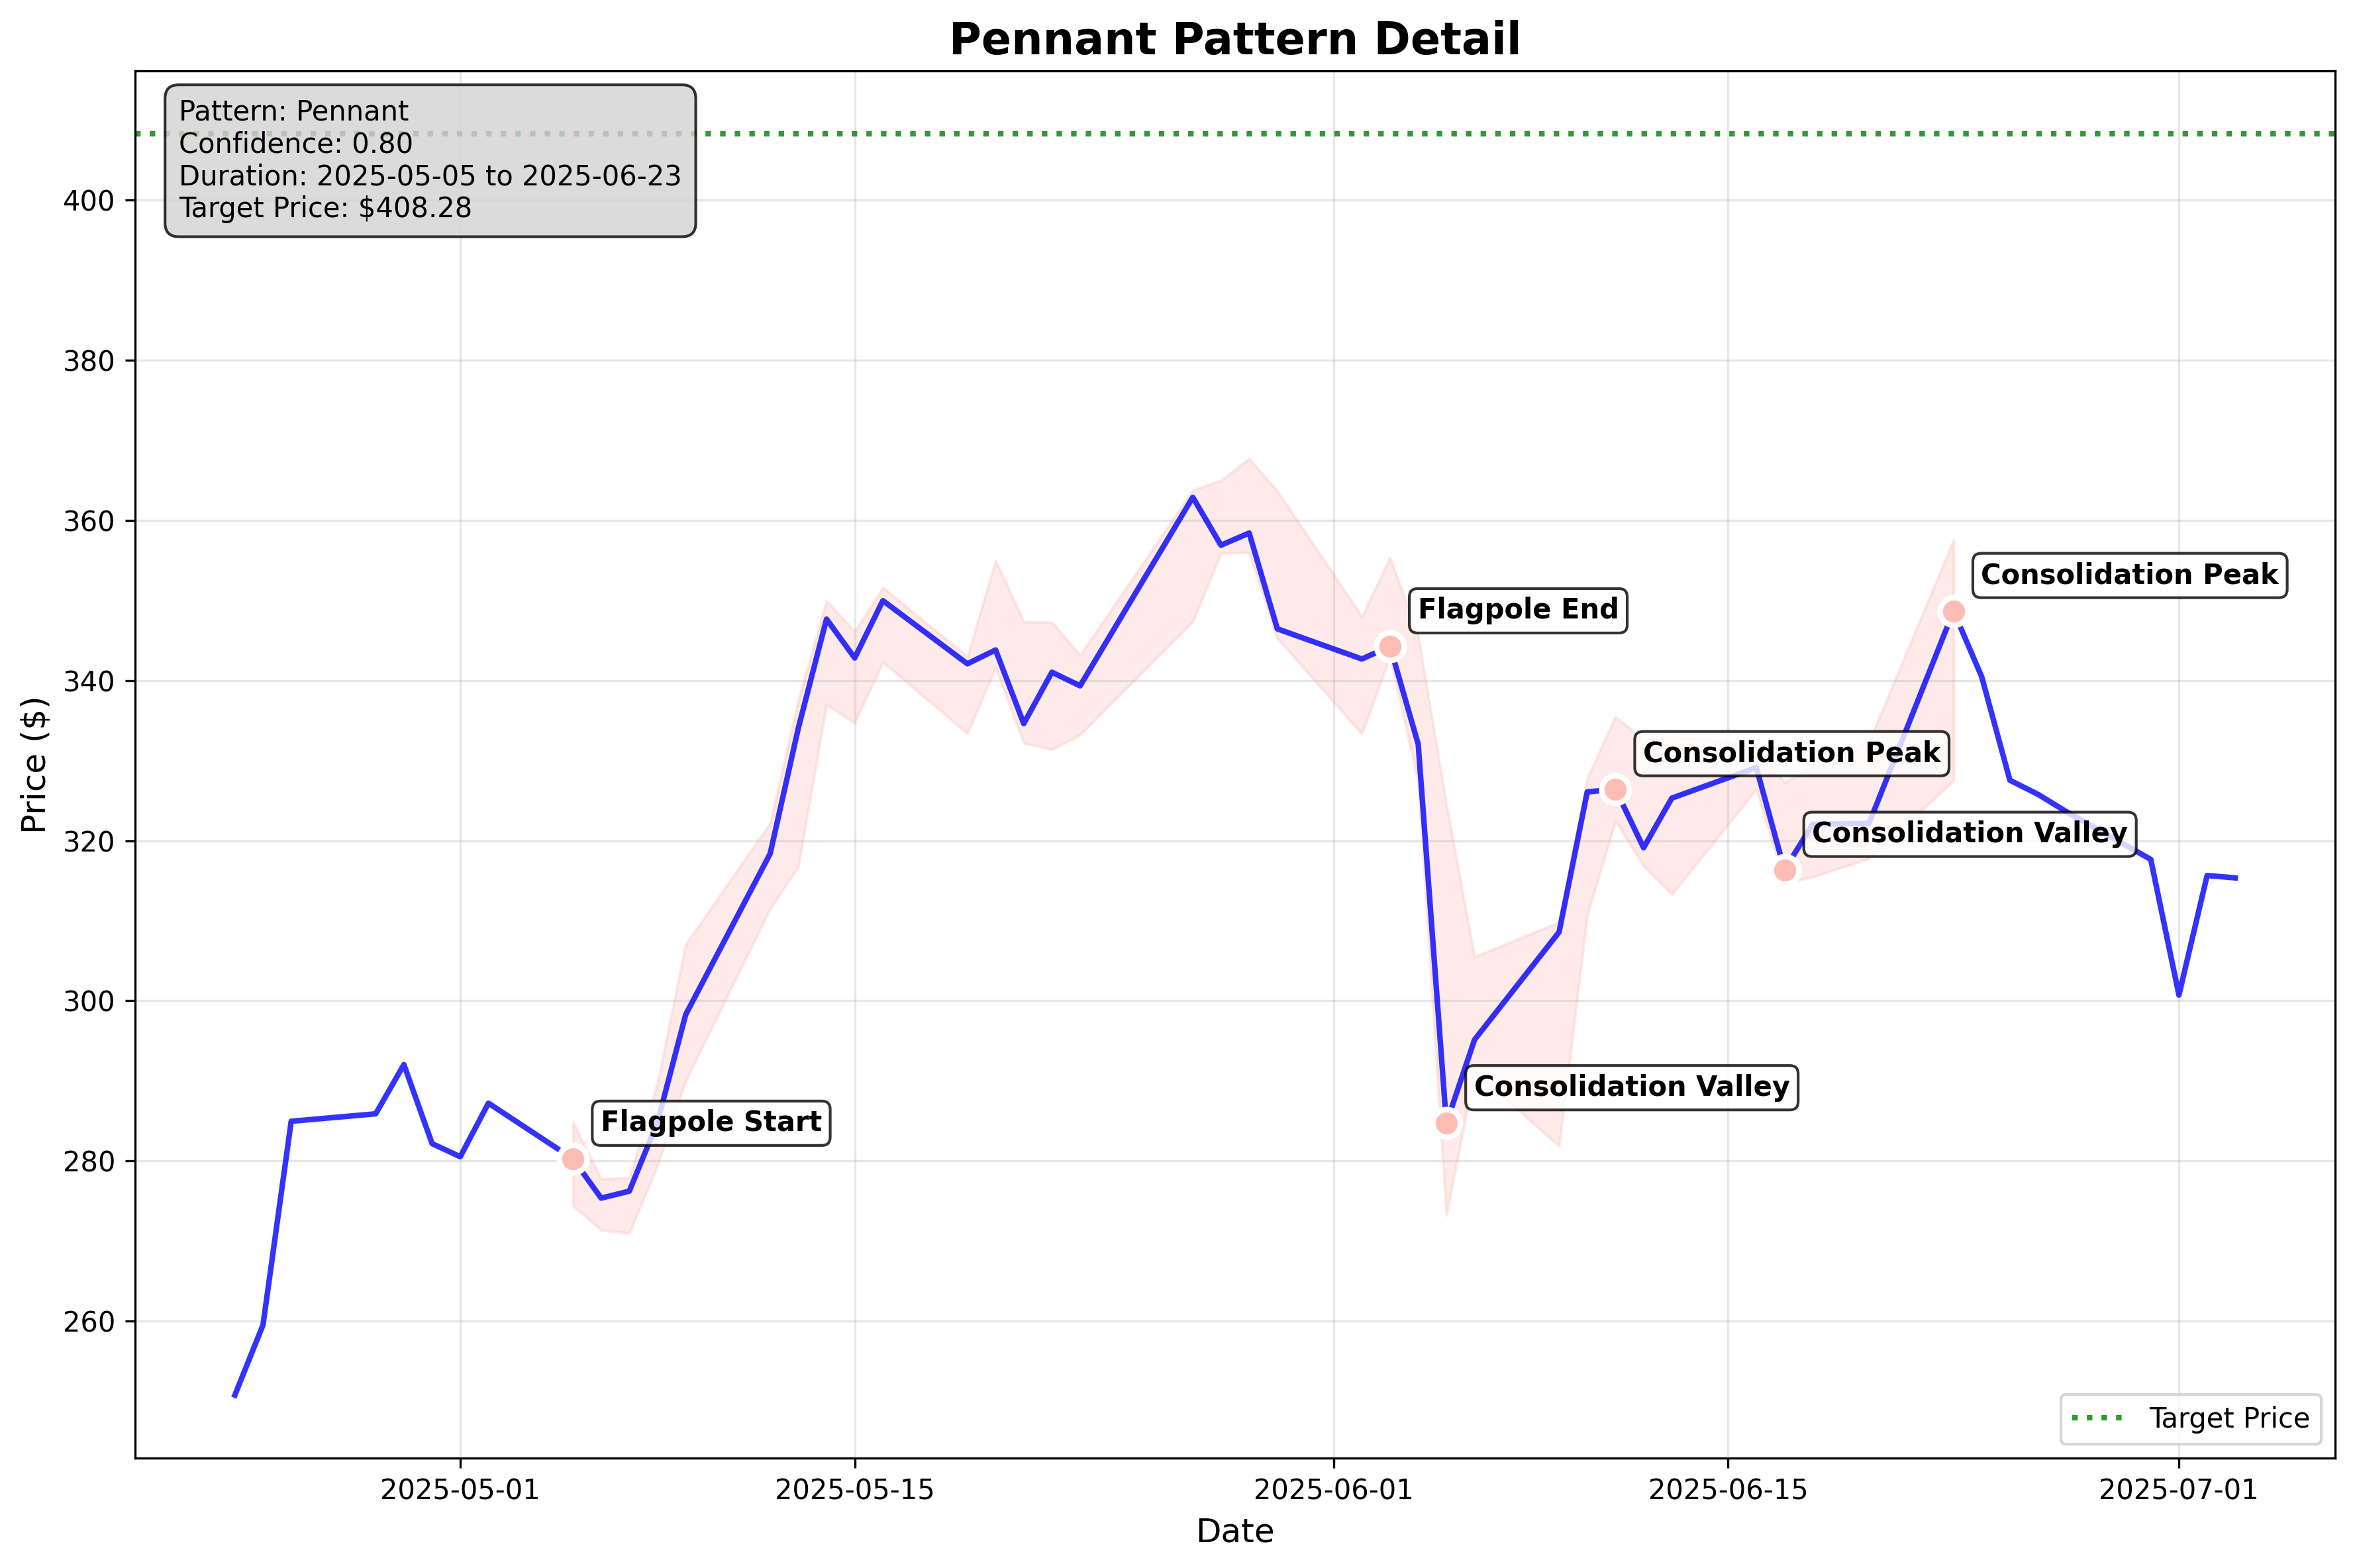 Pennant Pattern Detail
Pattern: Pennant
Confidence: 0.80
Duration: 2025-05-05 to 2025-06-23
Target Price: $408.28
400
380
360
340
320
300
280
260
Price ($)
Consolidation Peak
Flagpole End
Consolidation Peak
Consolidation Valley
Consolidation Valley
Flagpole Start
Target Price
2025-05-01
2025-05-15
2025-06-01
2025-06-15
2025-07-01
Date